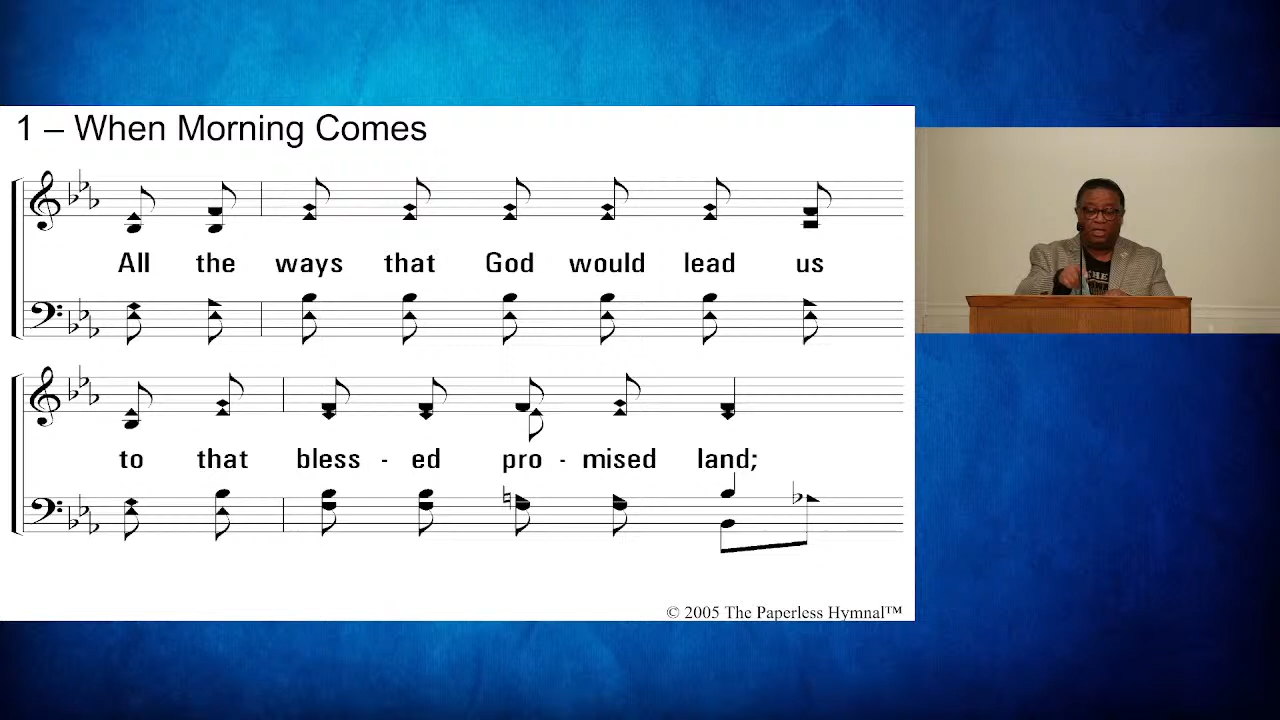 1 – When Morning Comes
All the ways that God would lead us
to that bless - ed pro - mised land;
© 2005 The Paperless Hymnal™